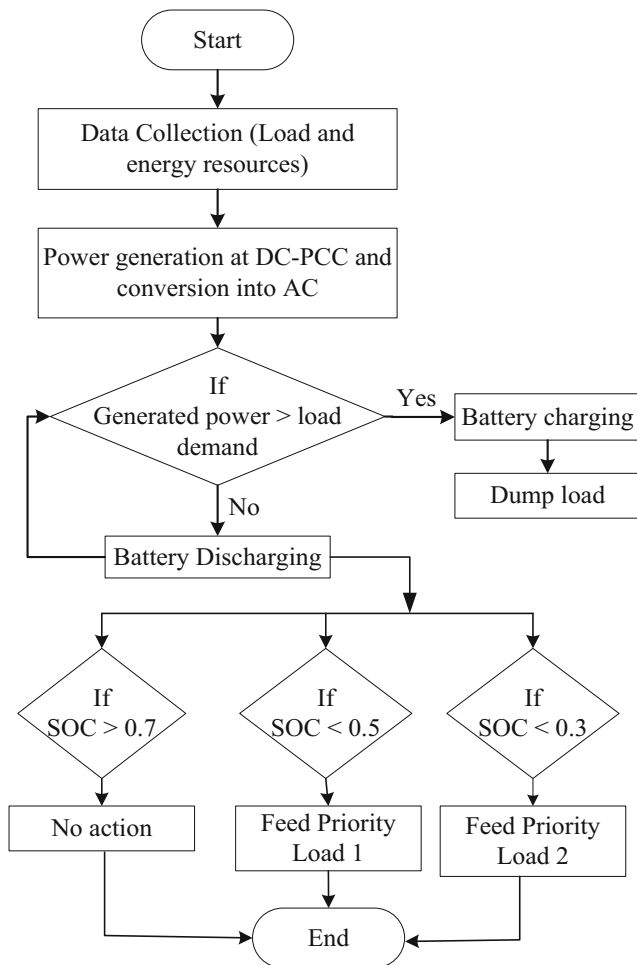 Start
Data Collection (Load and
energy resources)
Power generation at DC-PCC and
conversion into AC
If
Generated power > load
demand
Yes
Battery charging
Dump load
No
Battery Discharging
If
SOC > 0.7
If
SOC < 0.5
If
SOC < 0.3
No action
Feed Priority
Load 1
Feed Priority
Load 2
End